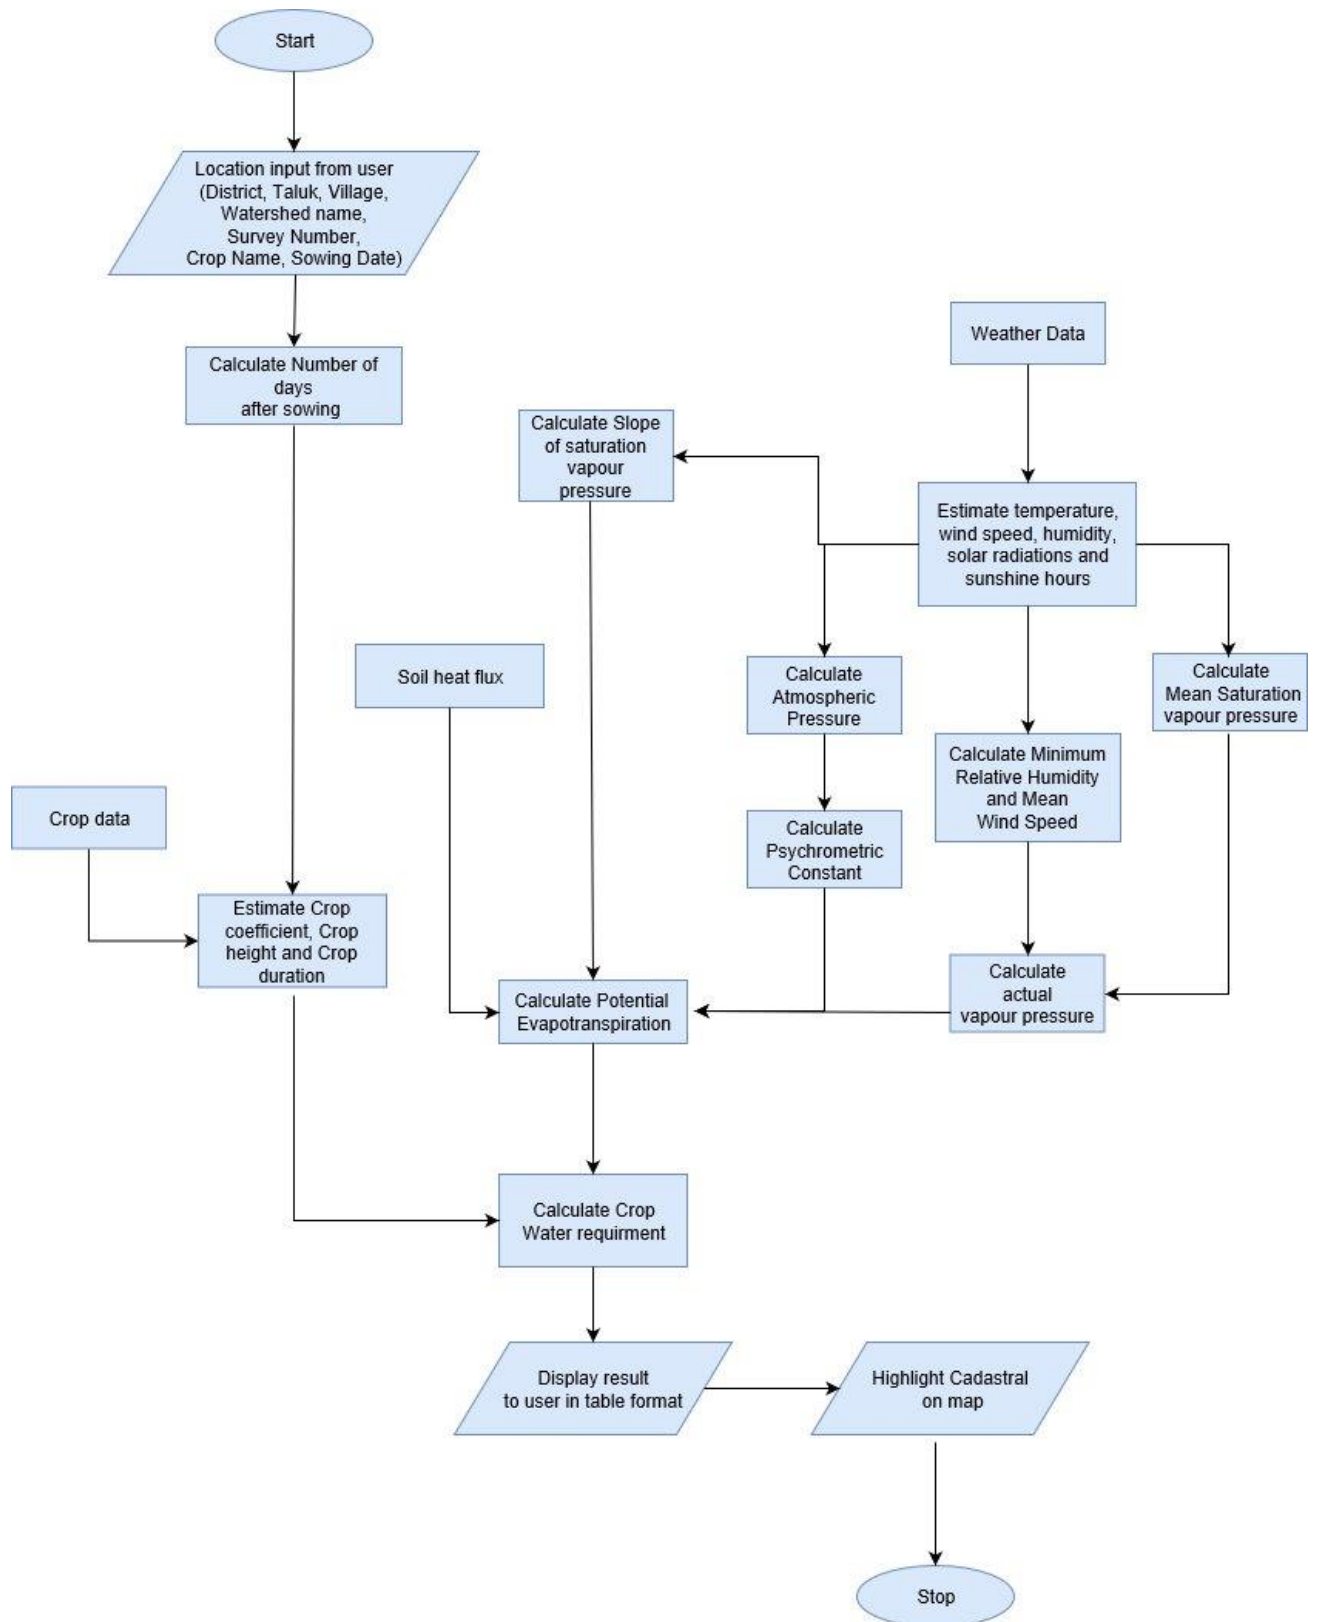 Start
Location input from user
(District, Taluk, Village,
Watershed name,
Survey Number,
Crop Name, Sowing Date)
Calculate Number of
days
after sowing
Weather Data
Calculate Slope
of saturation
vapour
pressure
Estimate temperature,
wind speed, humidity,
solar radiations and
sunshine hours
Soil heat flux
Calculate
Atmospheric
Pressure
Calculate
Mean Saturation
vapour pressure
Calculate Minimum
Relative Humidity
and Mean
Wind Speed
Crop data
Calculate
Psychrometric
Constant
Estimate Crop
coefficient, Crop
height and Crop
duration
Calculate Potential
Evapotranspiration
Calculate
actual
vapour pressure
Calculate Crop
Water requirment
Display result
to user in table format
Highlight Cadastral
on map
Stop